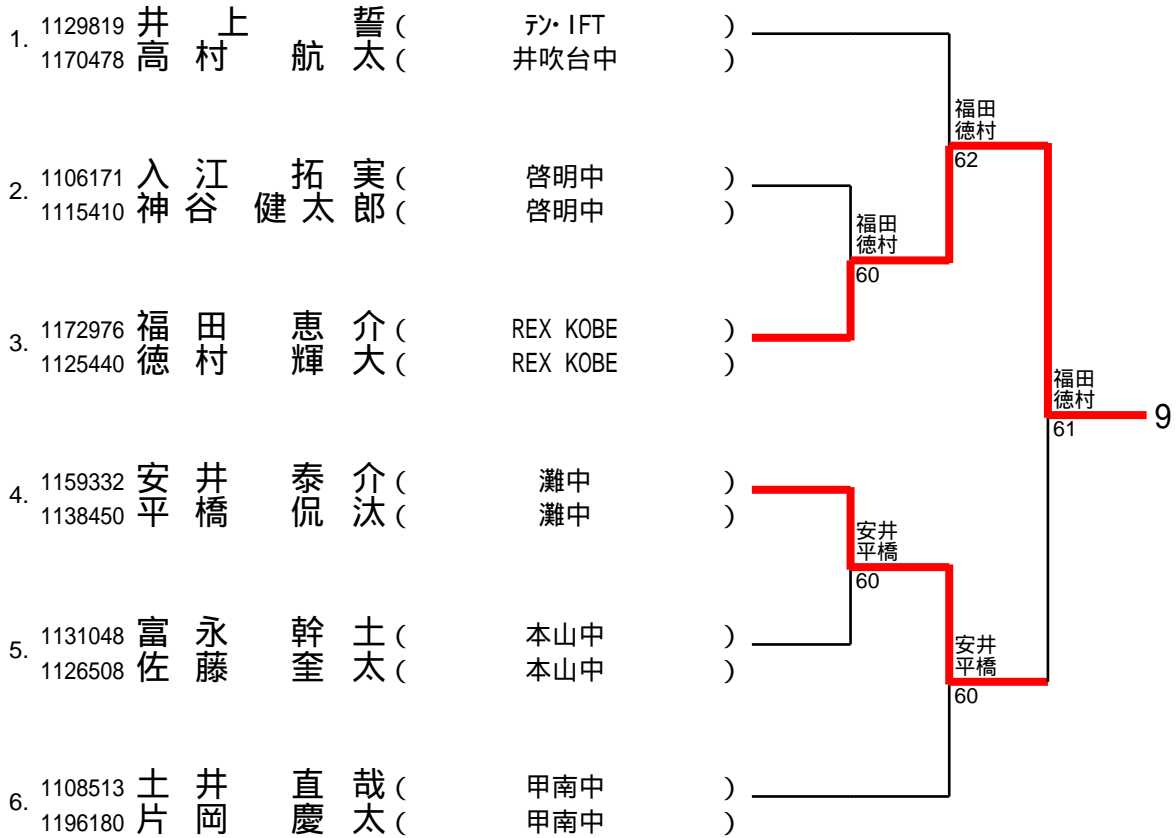 1. 1129819 井上 誓 ( テン・IFT )
1170478 高村 航太 ( 井吹台中 )
福田
徳村
62
2. 1106171 入江 拓実 ( 啓明中 )
1115410 神谷 健太郎 ( 啓明中 )
福田
徳村
60
3. 1172976 福田 恵介 ( REX KOBE )
1125440 徳村 輝大 ( REX KOBE )
福田
徳村
61
9
4. 1159332 安井 泰介 ( 灘中 )
1138450 平橋 侃汰 ( 灘中 )
安井
平橋
60
5. 1131048 富永 幹土 ( 本山中 )
1126508 佐藤 奎太 ( 本山中 )
安井
平橋
60
6. 1108513 土井 直哉 ( 甲南中 )
1196180 片岡 慶太 ( 甲南中 )